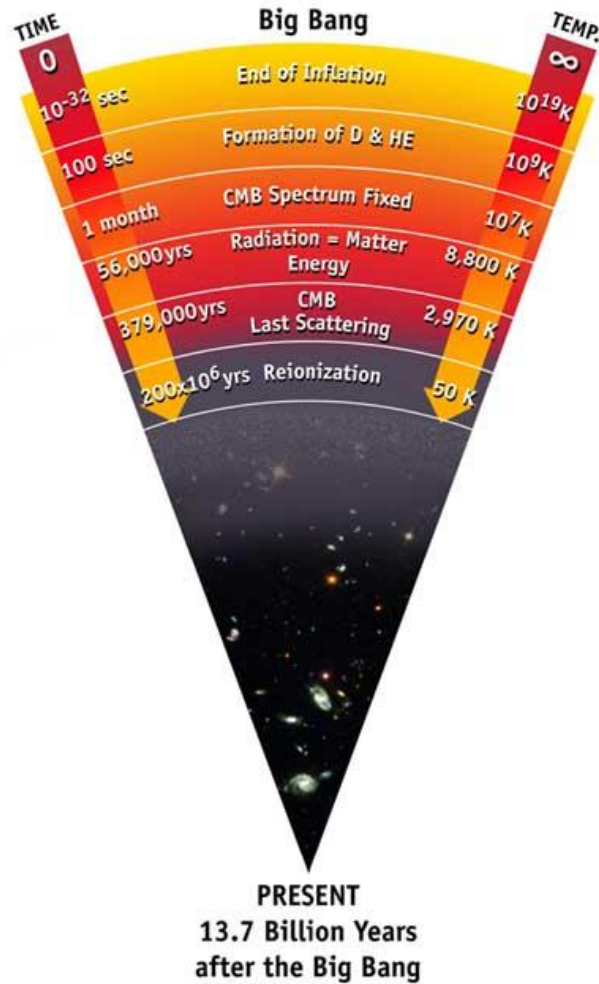 TIME Big Bang TEMP.
0 ∞
10⁻³² sec End of Inflation 10¹⁹K
100 sec Formation of D & HE 10⁹K
1 month CMB Spectrum Fixed 10⁷K
56,000yrs Radiation = Matter 8,800 K
Energy
379,000yrs CMB 2,970 K
Last Scattering
200x10⁶yrs Reionization 50 K
PRESENT
13.7 Billion Years
after the Big Bang